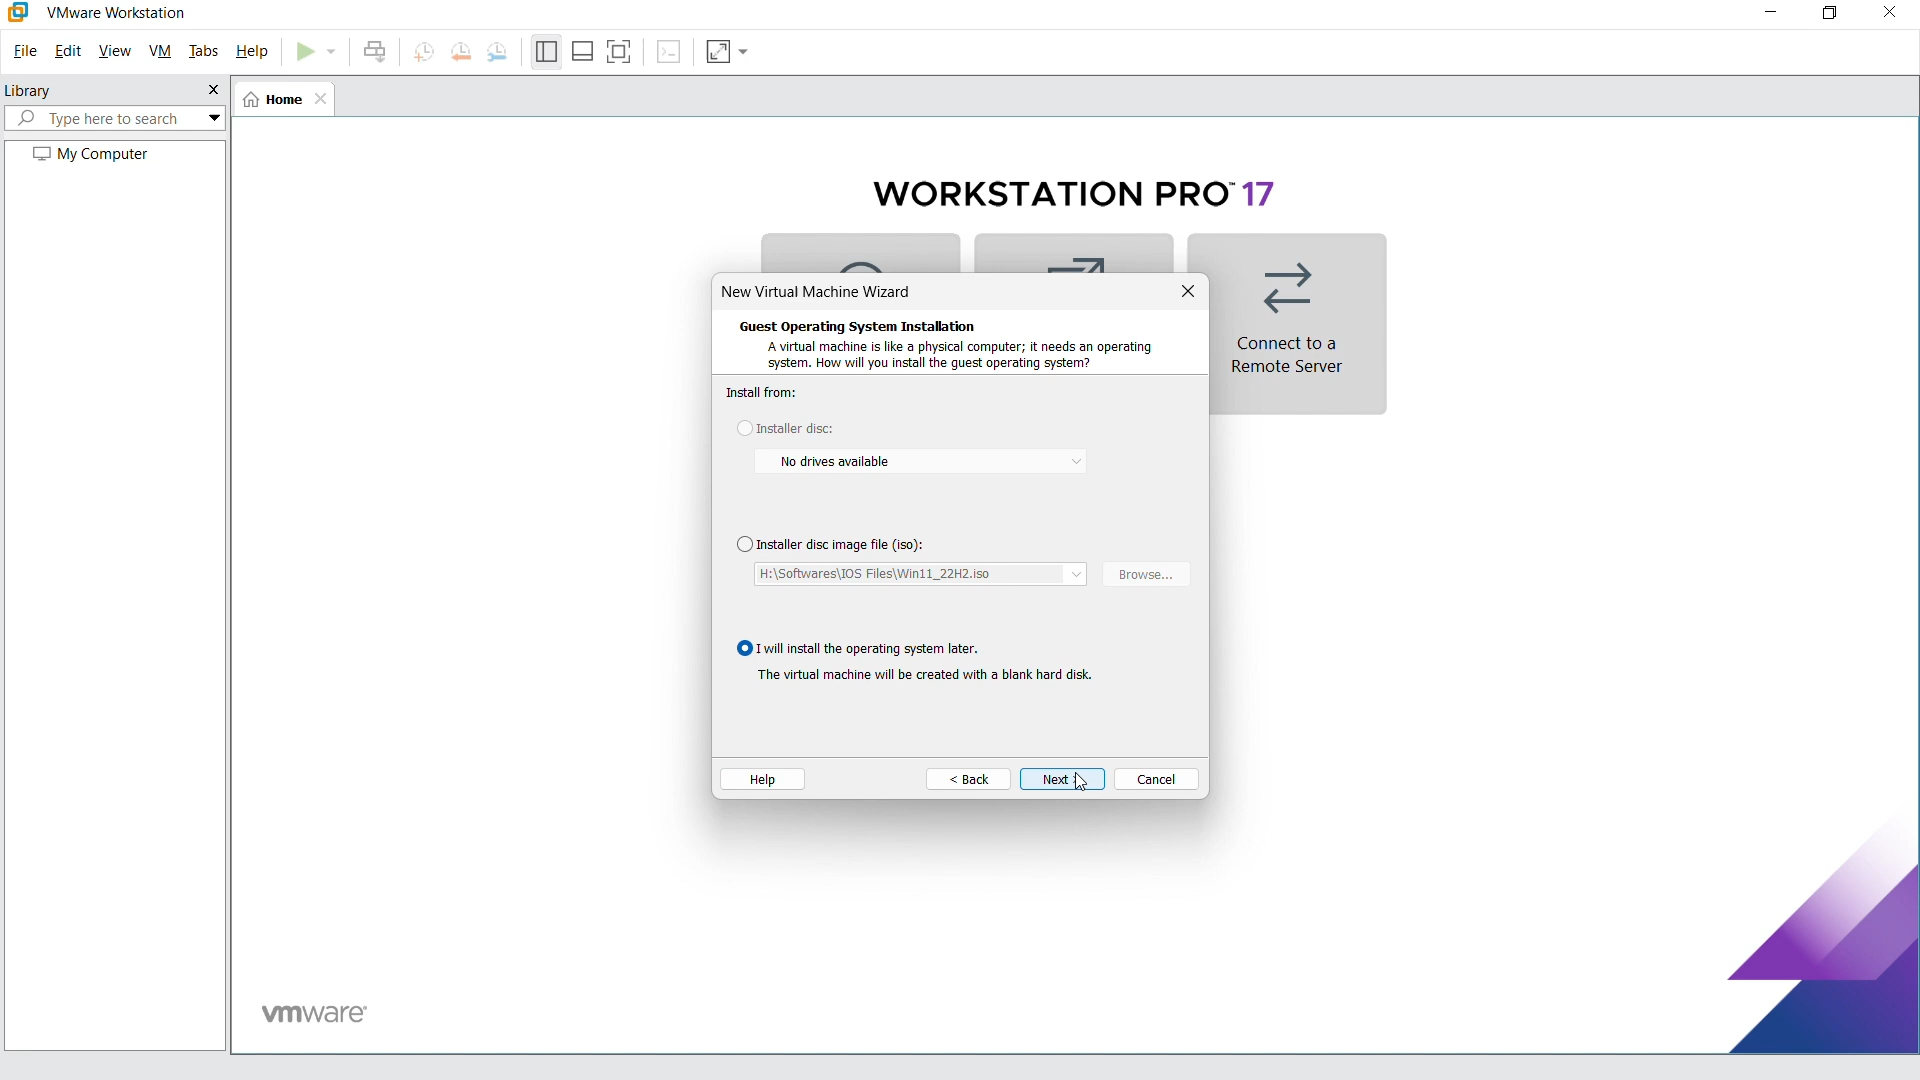 VMware Workstation
File Edit View VM Tabs Help
Library
Type here to search
My Computer
Home
WORKSTATION PRO™ 17
Connect to a
Remote Server
New Virtual Machine Wizard
Guest Operating System Installation
A virtual machine is like a physical computer; it needs an operating
system. How will you install the guest operating system?
Install from:
Installer disc:
No drives available
Installer disc image file (iso):
H:\Softwares\IOS Files\Win11_22H2.iso
Browse...
I will install the operating system later.
The virtual machine will be created with a blank hard disk.
Help < Back Next > Cancel
vmware®